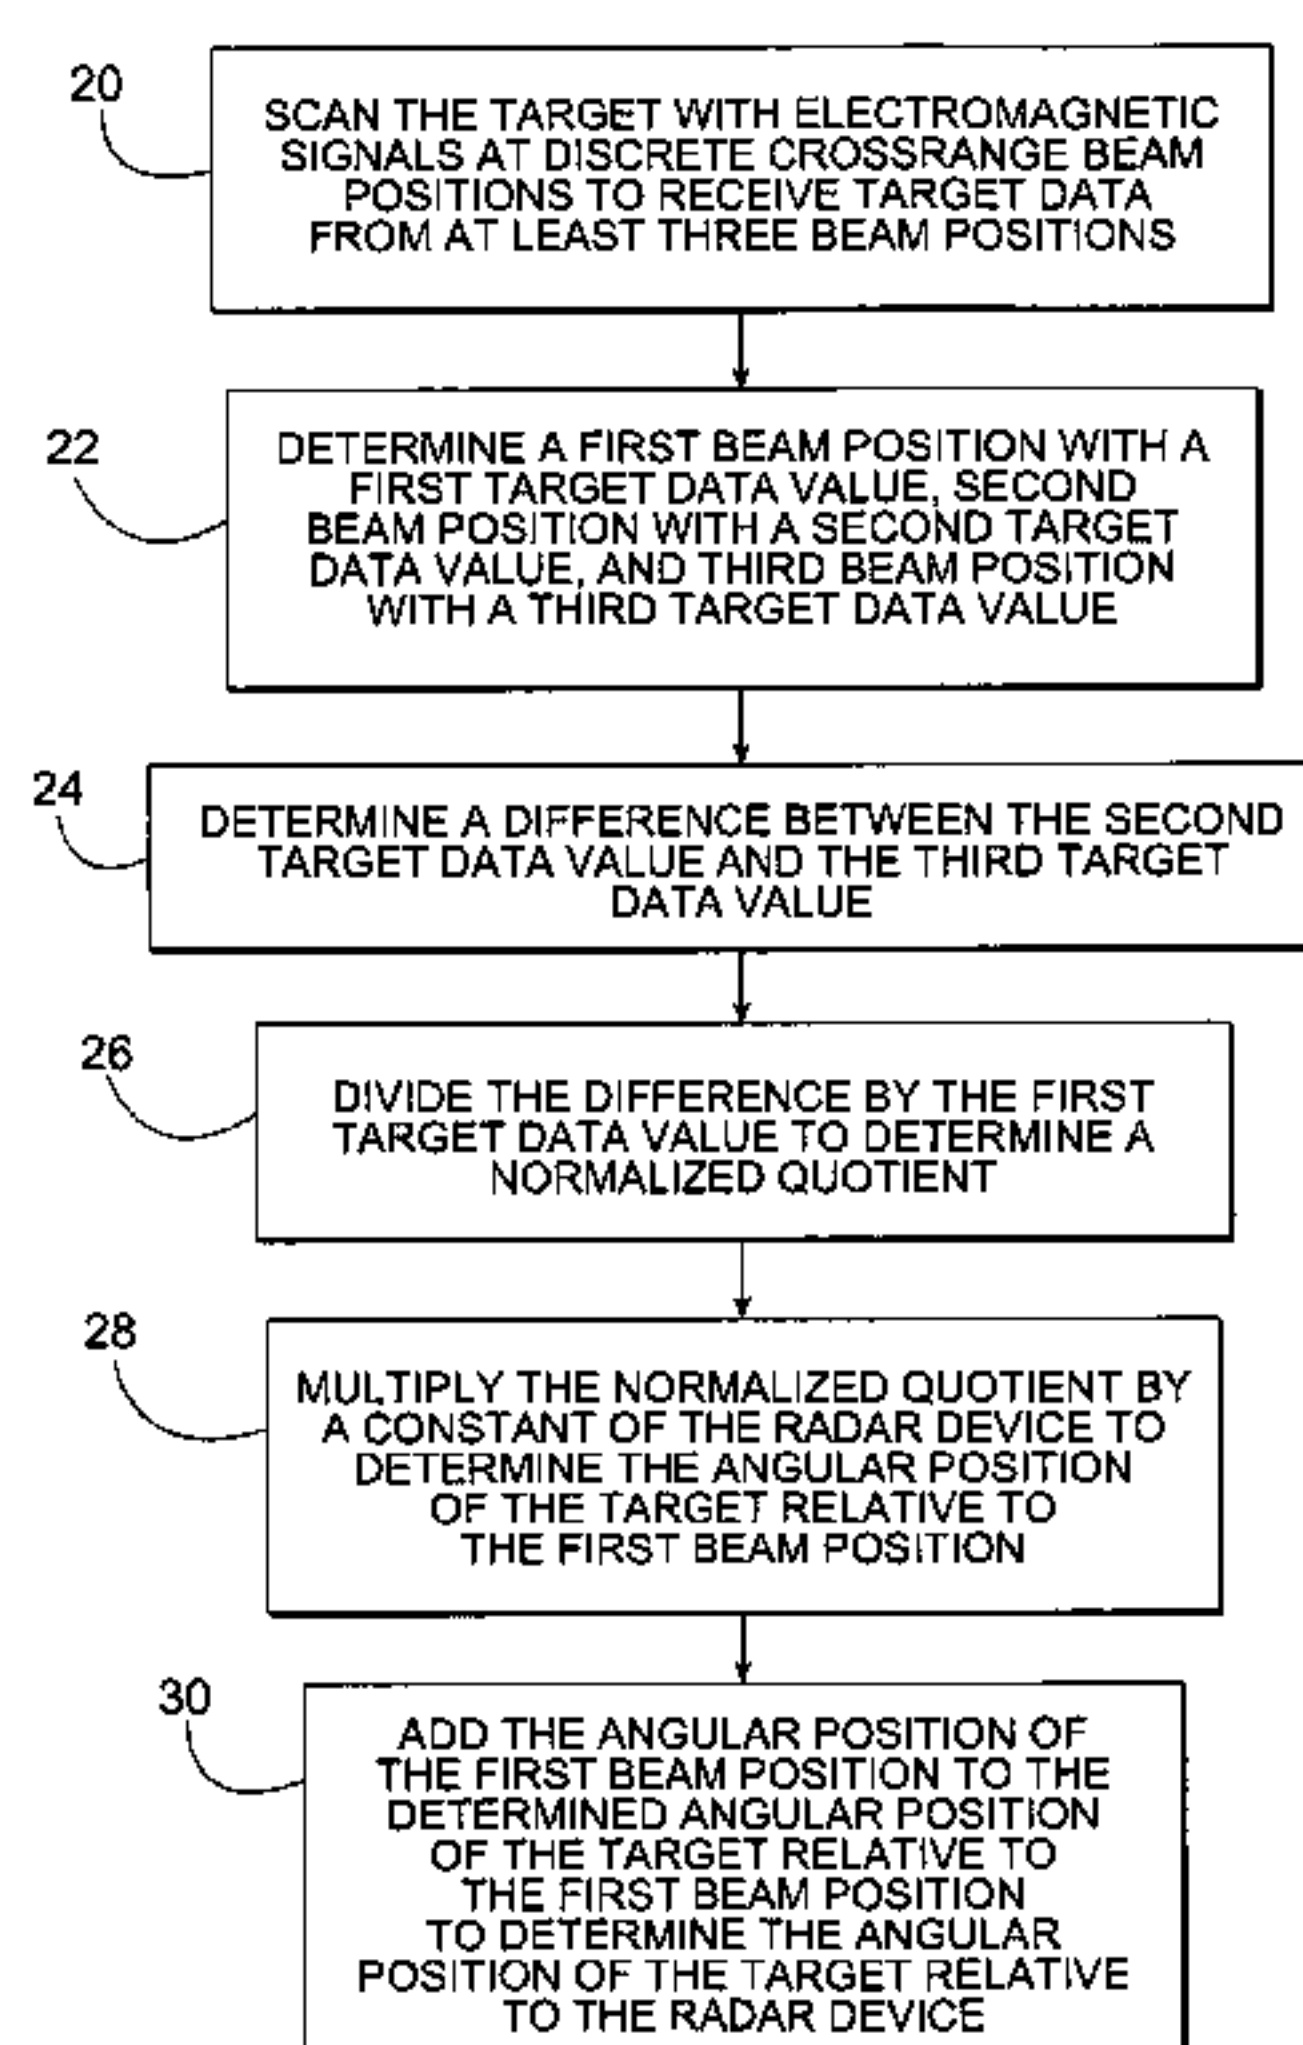 20
SCAN THE TARGET WITH ELECTROMAGNETIC
SIGNALS AT DISCRETE CROSSRANGE BEAM
POSITIONS TO RECEIVE TARGET DATA
FROM AT LEAST THREE BEAM POSITIONS
22
DETERMINE A FIRST BEAM POSITION WITH A
FIRST TARGET DATA VALUE, SECOND
BEAM POSITION WITH A SECOND TARGET
DATA VALUE, AND THIRD BEAM POSITION
WITH A THIRD TARGET DATA VALUE
24
DETERMINE A DIFFERENCE BETWEEN THE SECOND
TARGET DATA VALUE AND THE THIRD TARGET
DATA VALUE
26
DIVIDE THE DIFFERENCE BY THE FIRST
TARGET DATA VALUE TO DETERMINE A
NORMALIZED QUOTIENT
28
MULTIPLY THE NORMALIZED QUOTIENT BY
A CONSTANT OF THE RADAR DEVICE TO
DETERMINE THE ANGULAR POSITION
OF THE TARGET RELATIVE TO
THE FIRST BEAM POSITION
30
ADD THE ANGULAR POSITION OF
THE FIRST BEAM POSITION TO THE
DETERMINED ANGULAR POSITION
OF THE TARGET RELATIVE TO
THE FIRST BEAM POSITION
TO DETERMINE THE ANGULAR
POSITION OF THE TARGET RELATIVE
TO THE RADAR DEVICE